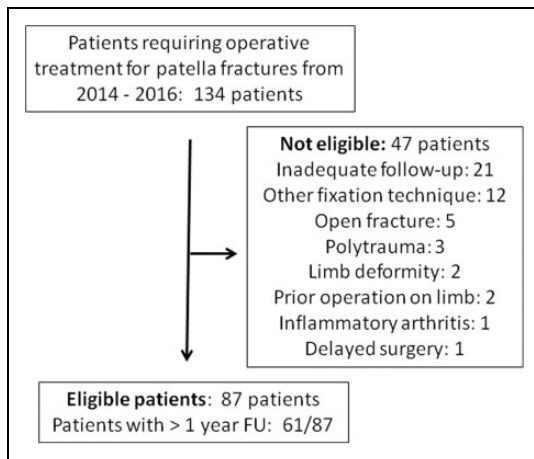 Patients requiring operative
treatment for patella fractures from
2014 - 2016:  134 patients
Not eligible: 47 patients
Inadequate follow-up: 21
Other fixation technique: 12
Open fracture: 5
Polytrauma: 3
Limb deformity: 2
Prior operation on limb: 2
Inflammatory arthritis: 1
Delayed surgery: 1
Eligible patients:  87 patients
Patients with > 1 year FU:  61/87